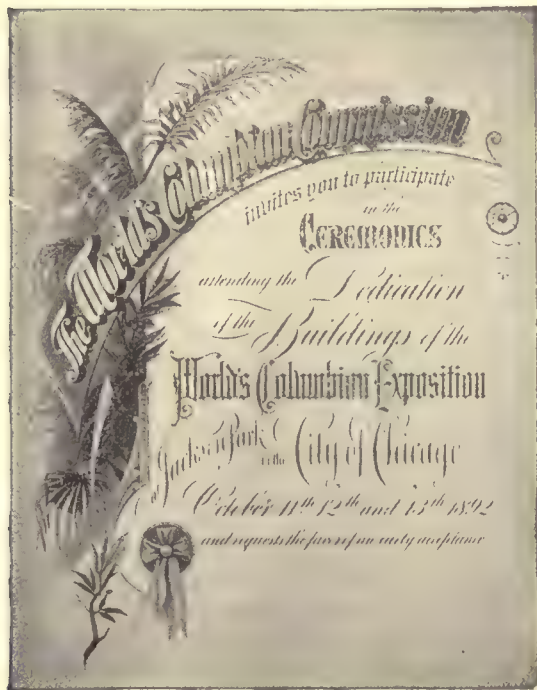 The World's Columbian Commission
invites you to participate
in the
CEREMONIES
attending the Dedication
of the Buildings of the
World's Columbian Exposition
Jackson Park in the City of Chicago
October 11th 12th and 13th 1892
and requests the favor of an early acceptance